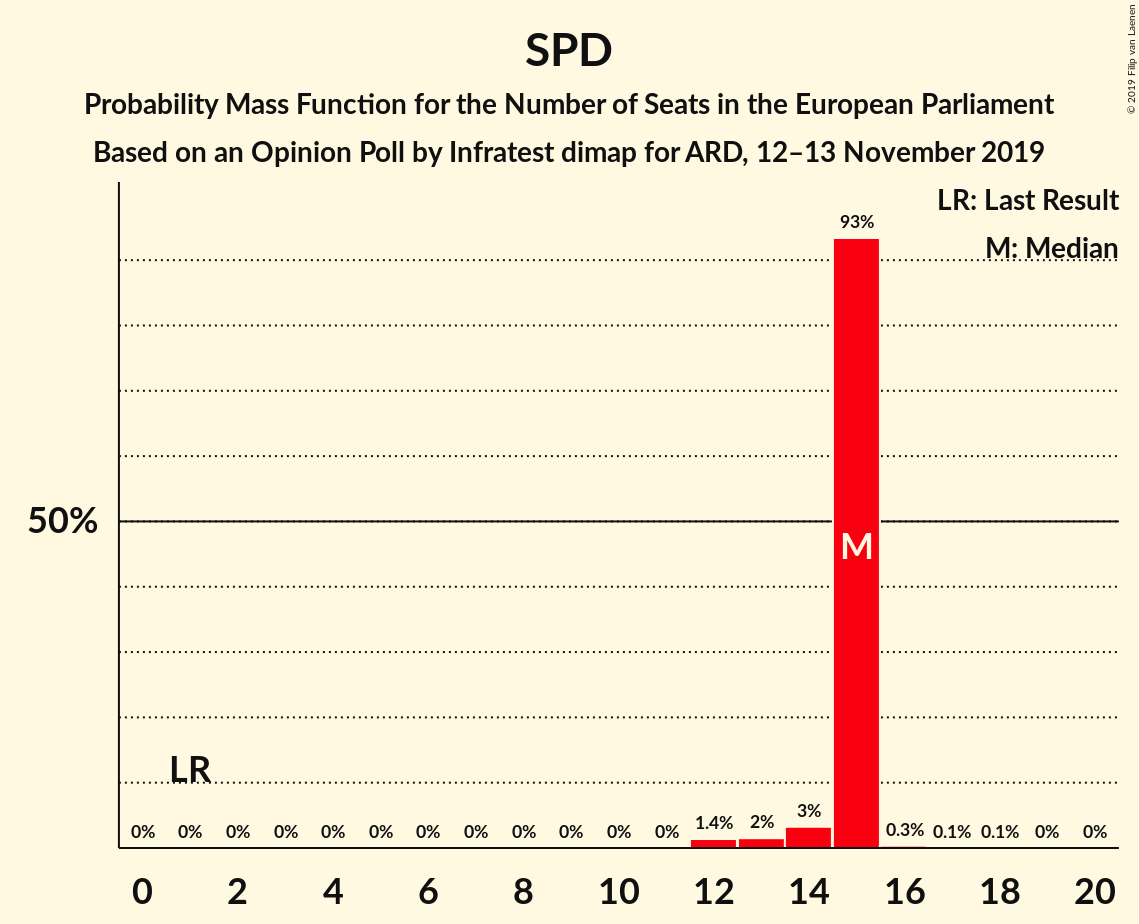 SPD
Probability Mass Function for the Number of Seats in the European Parliament
Based on an Opinion Poll by Infratest dimap for ARD, 12–13 November 2019
© 2019 Filip van Laenen
LR: Last Result
M: Median
93%
50%
M
LR
0% 0% 0% 0% 0% 0% 0% 0% 0% 0% 0% 0% 1.4% 2% 3% 0.3% 0.1% 0.1% 0% 0%
0 2 4 6 8 10 12 14 16 18 20